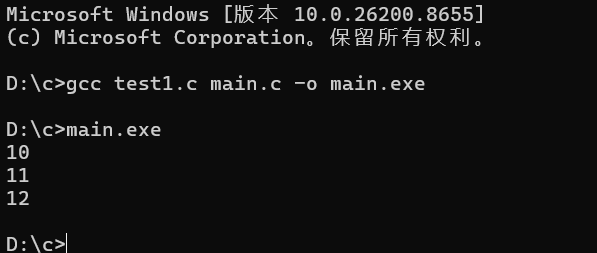 Microsoft Windows [版本 10.0.26200.8655]
(c) Microsoft Corporation。保留所有权利。
D:\c>gcc test1.c main.c -o main.exe
D:\c>main.exe
10
11
12
D:\c>